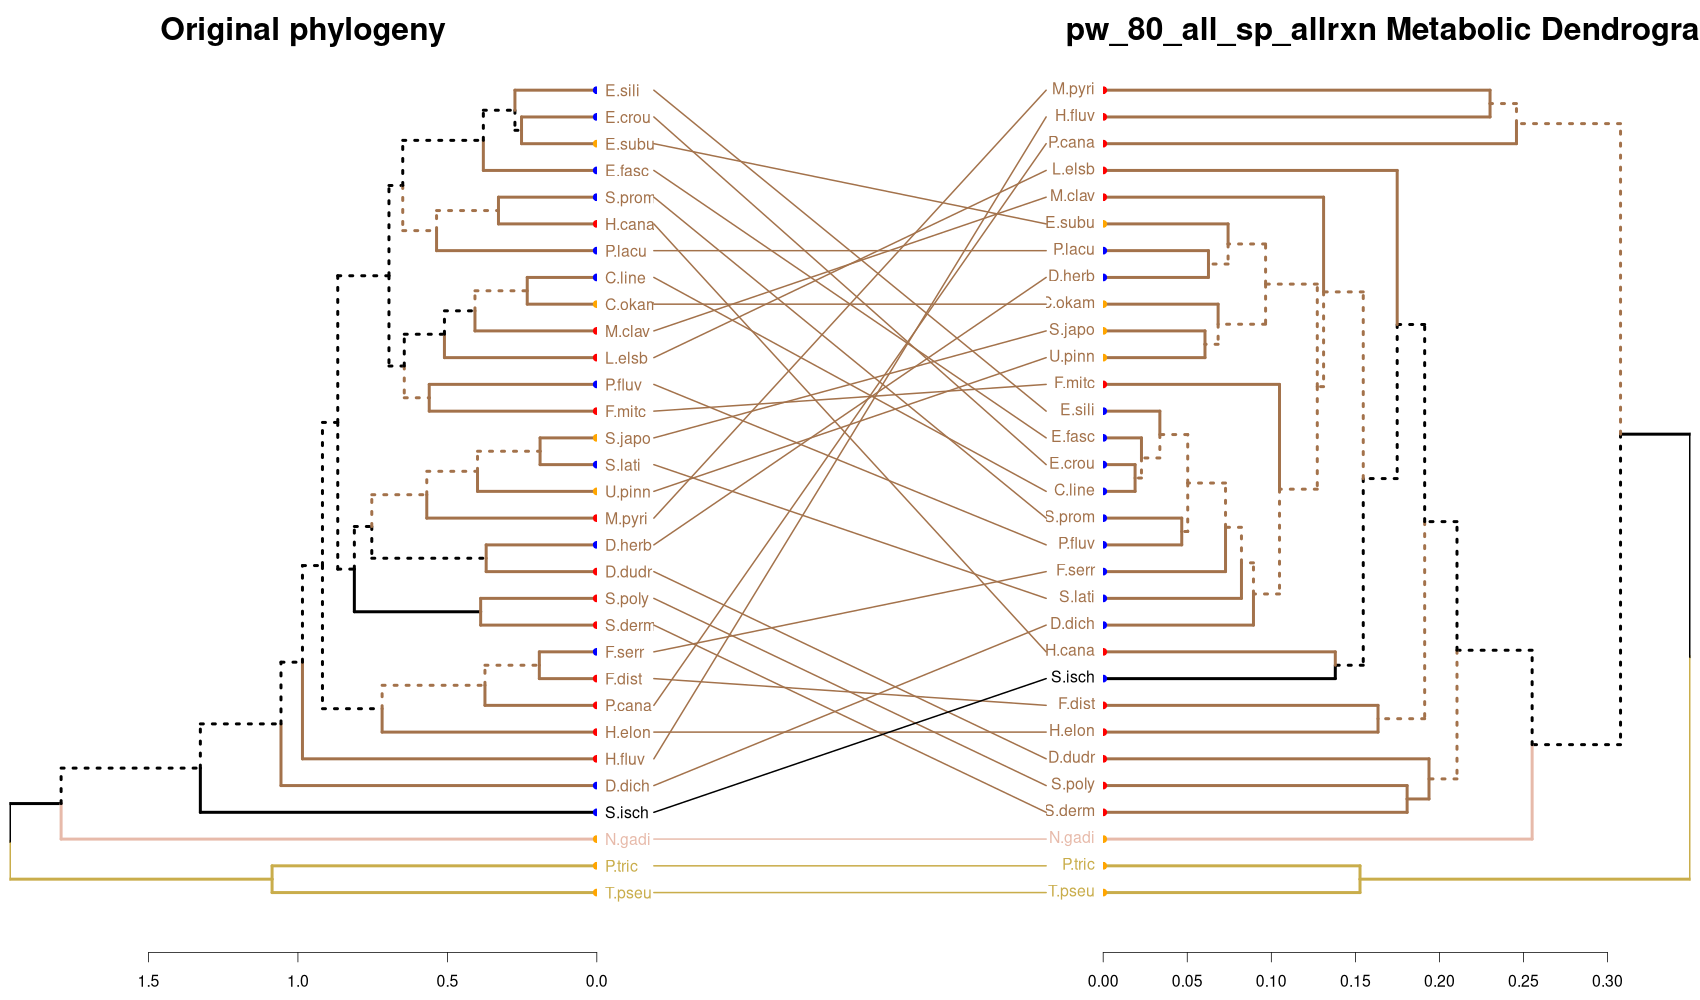 Original phylogeny
pw_80_all_sp_allrxn Metabolic Dendrogra
E.sili
E.crou
E.subu
E.fasc
S.prom
H.cana
P.lacu
C.line
C.okam
M.clav
L.elsb
P.fluv
F.mitc
S.japo
S.lati
U.pinn
M.pyri
D.herb
D.dudr
S.poly
S.derm
F.serr
F.dist
P.cana
H.elon
H.fluv
D.dich
S.isch
N.gadi
P.tric
T.pseu
M.pyri
H.fluv
P.cana
L.elsb
M.clav
E.subu
P.lacu
D.herb
C.okam
S.japo
U.pinn
F.mitc
E.sili
E.fasc
E.crou
C.line
S.prom
P.fluv
F.serr
S.lati
D.dich
H.cana
S.isch
F.dist
H.elon
D.dudr
S.poly
S.derm
N.gadi
P.tric
T.pseu
1.5 1.0 0.5 0.0
0.00 0.05 0.10 0.15 0.20 0.25 0.30